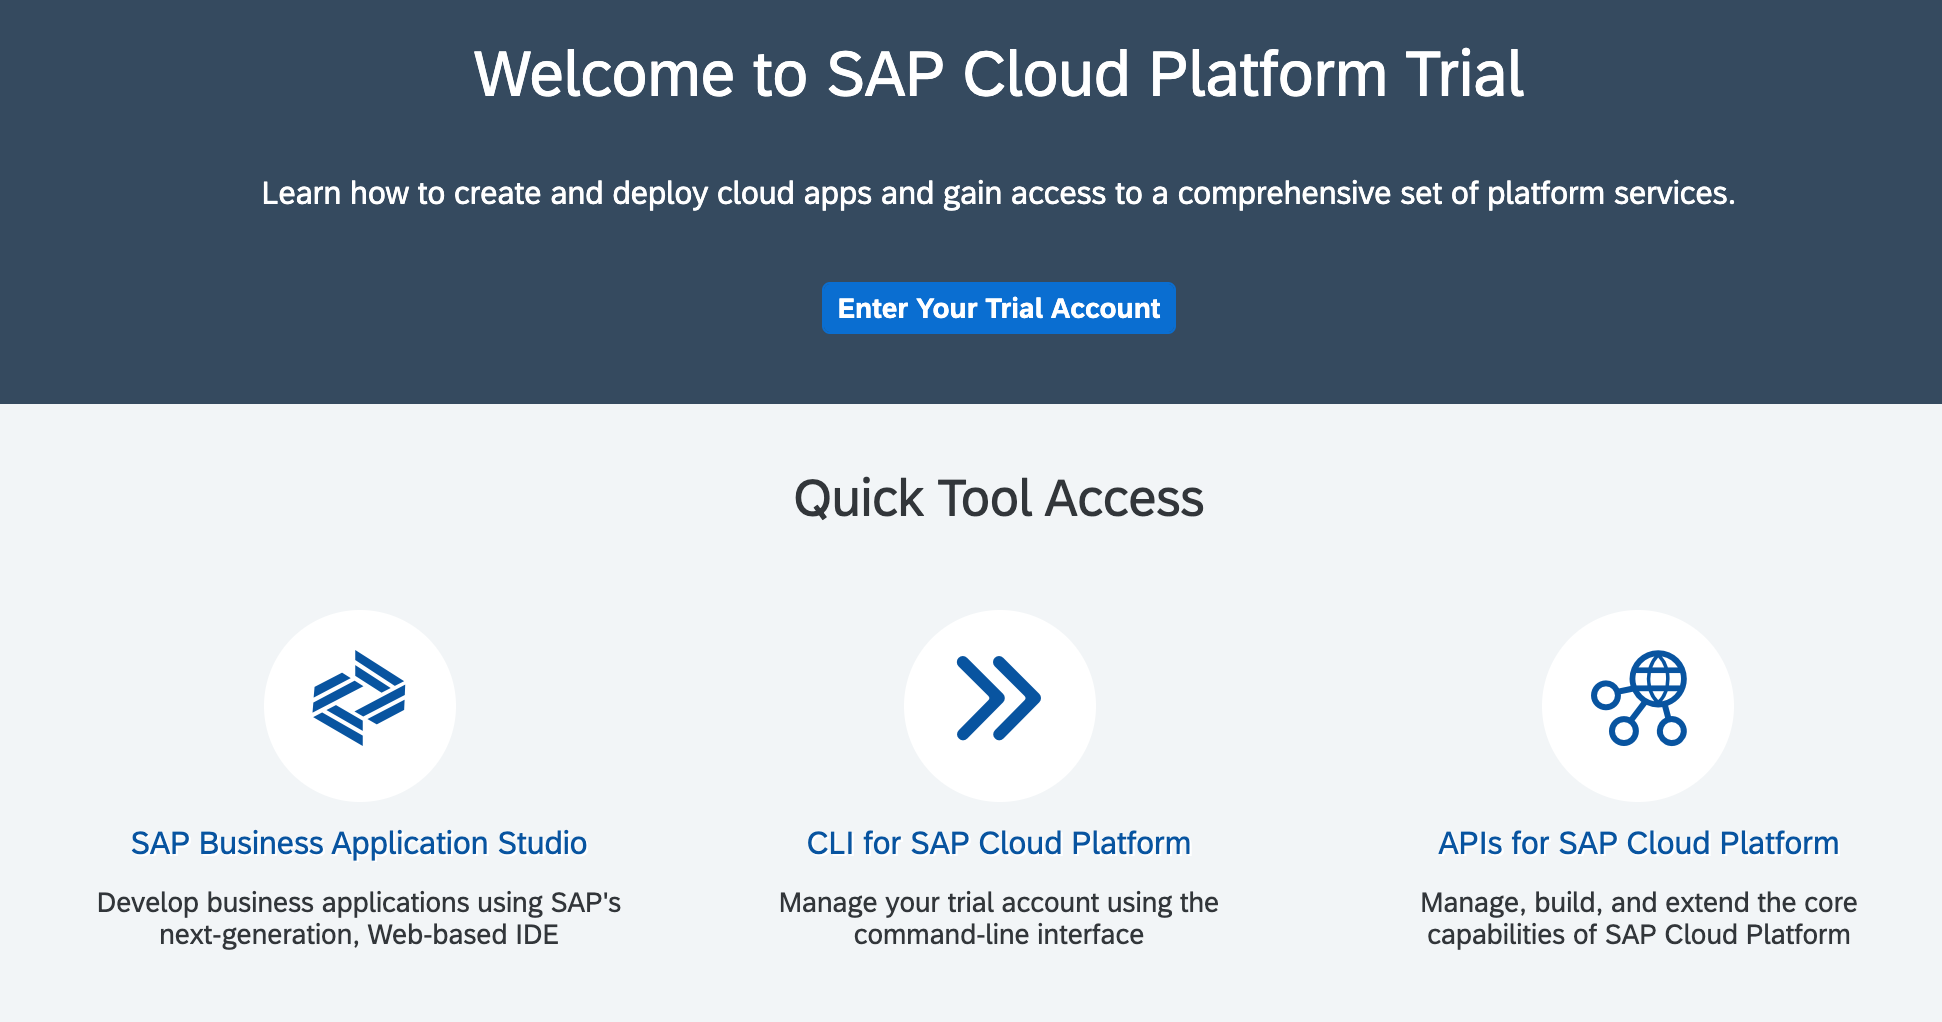 Welcome to SAP Cloud Platform Trial
Learn how to create and deploy cloud apps and gain access to a comprehensive set of platform services.
Enter Your Trial Account
Quick Tool Access
SAP Business Application Studio
Develop business applications using SAP's
next-generation, Web-based IDE
CLI for SAP Cloud Platform
Manage your trial account using the
command-line interface
APIs for SAP Cloud Platform
Manage, build, and extend the core
capabilities of SAP Cloud Platform